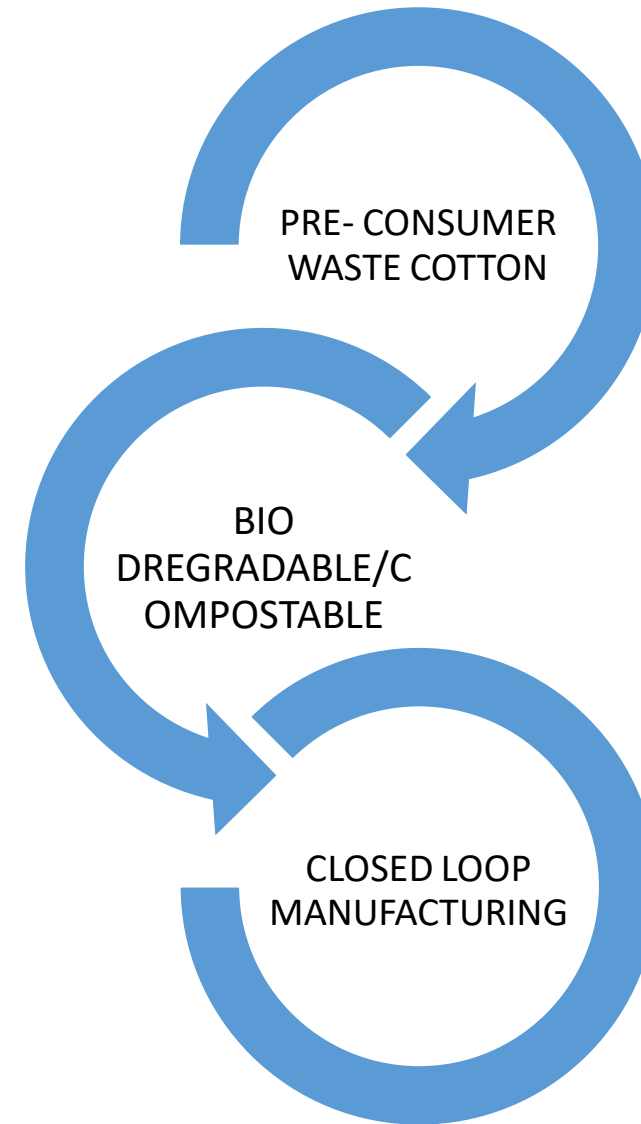 PRE- CONSUMER
WASTE COTTON
BIO
DREGRADABLE/C
OMPOSTABLE
CLOSED LOOP
MANUFACTURING